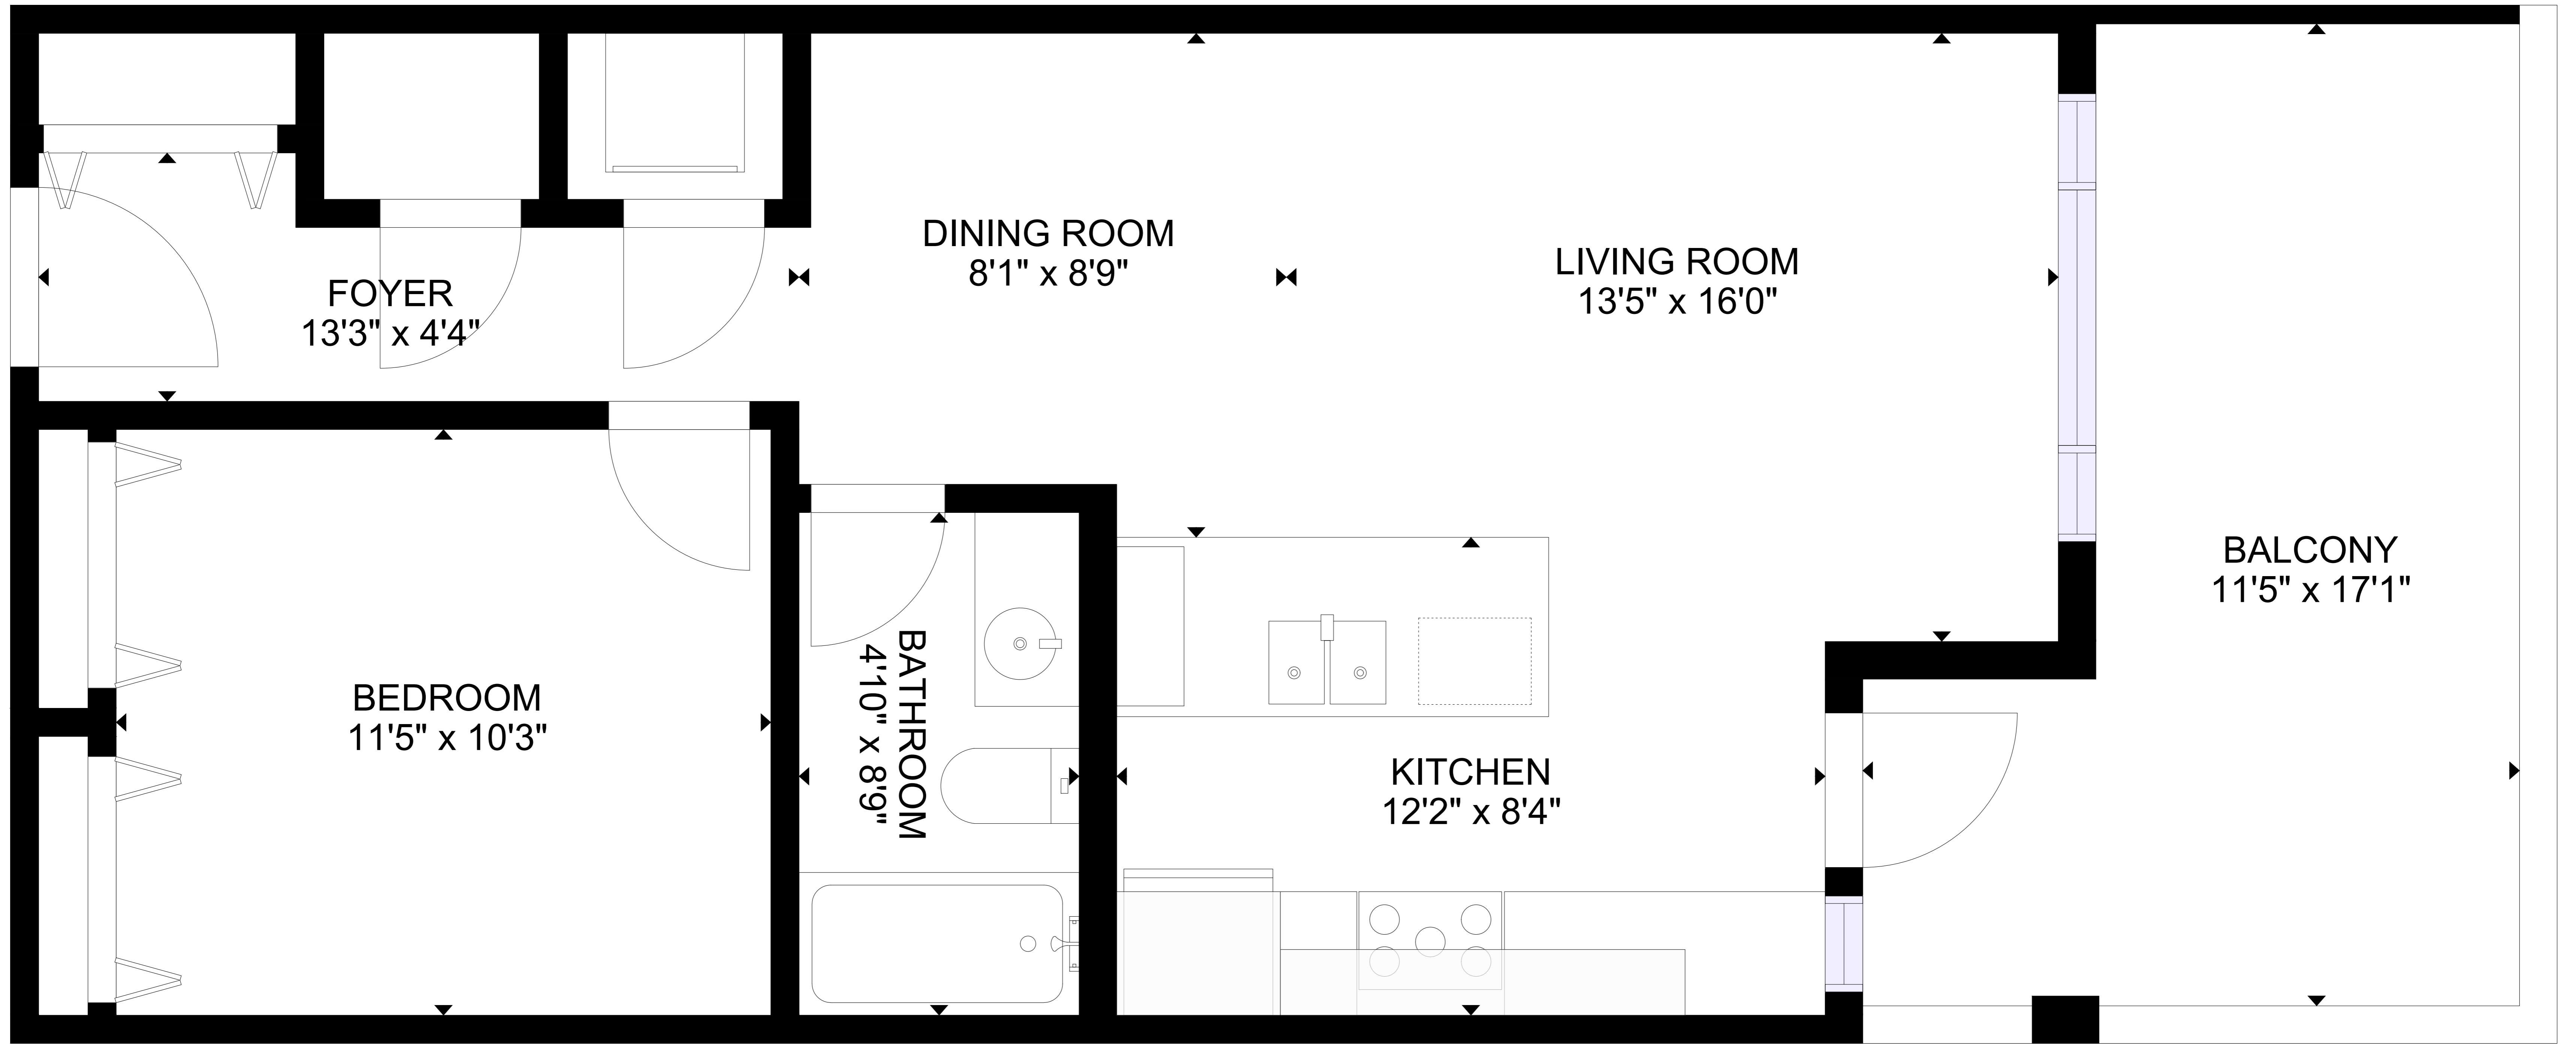 DINING ROOM
8'1" x 8'9"
LIVING ROOM
13'5" x 16'0"
FOYER
13'3" x 4'4"
BALCONY
11'5" x 17'1"
BEDROOM
11'5" x 10'3"
BATHROOM
4'10" x 8'9"
KITCHEN
12'2" x 8'4"